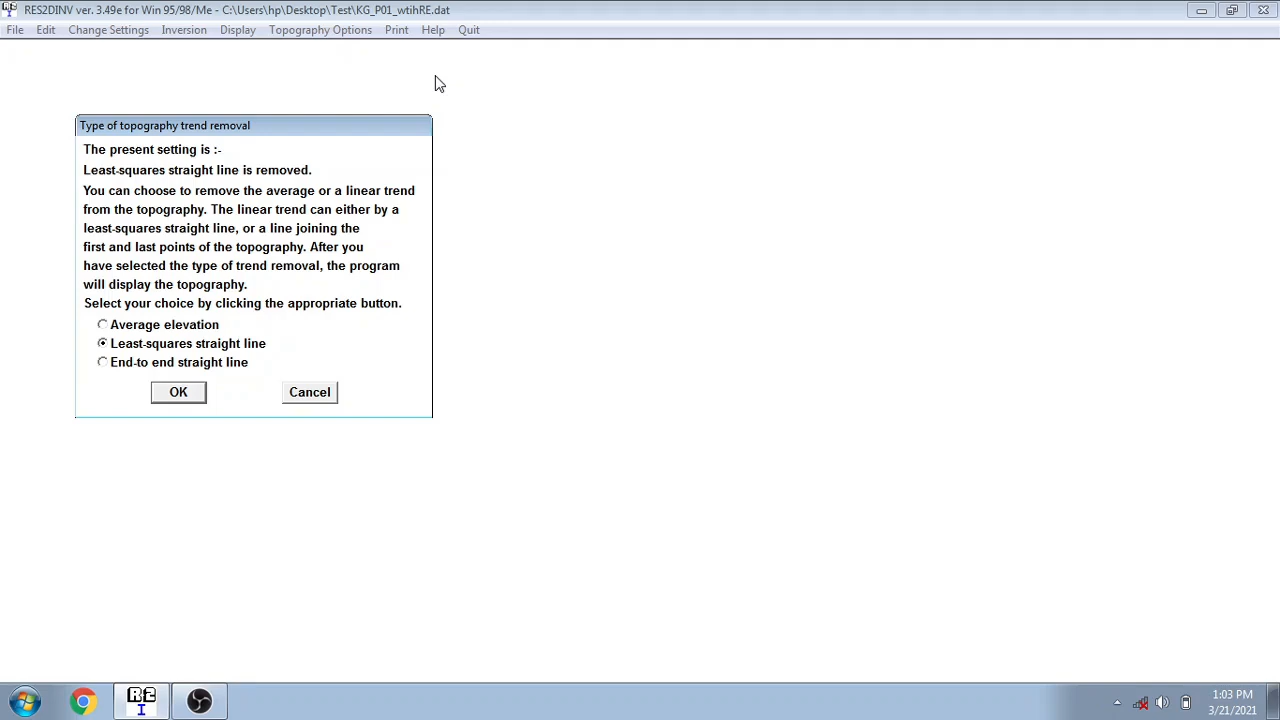 RES2DINV ver. 3.49e for Win 95/98/Me - C:\Users\hp\Desktop\Test\KG_P01_wtihRE.dat
File Edit Change Settings Inversion Display Topography Options Print Help Quit
Type of topography trend removal
The present setting is :-
Least-squares straight line is removed.
You can choose to remove the average or a linear trend
from the topography. The linear trend can either by a
least-squares straight line, or a line joining the
first and last points of the topography. After you
have selected the type of trend removal, the program
will display the topography.
Select your choice by clicking the appropriate button.
Average elevation
Least-squares straight line
End-to end straight line
OK Cancel
R2
I
1:03 PM
3/21/2021